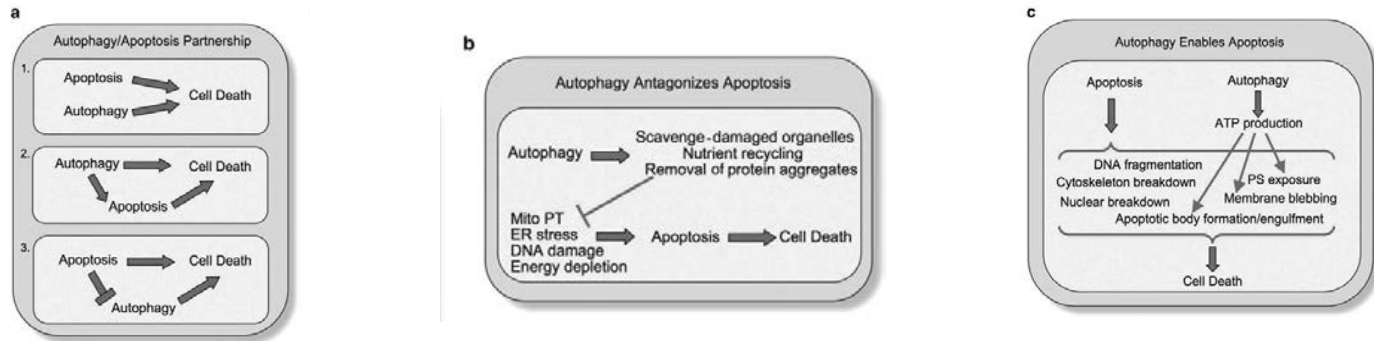 a
Autophagy/Apoptosis Partnership
1.
Apoptosis
Autophagy
Cell Death
2.
Autophagy
Cell Death
Apoptosis
3.
Apoptosis
Cell Death
Autophagy
b
Autophagy Antagonizes Apoptosis
Autophagy
Scavenge-damaged organelles
Nutrient recycling
Removal of protein aggregates
Mito PT
ER stress
DNA damage
Energy depletion
Apoptosis
Cell Death
c
Autophagy Enables Apoptosis
Apoptosis
Autophagy
ATP production
DNA fragmentation
Cytoskeleton breakdown
PS exposure
Nuclear breakdown
Membrane blebbing
Apoptotic body formation/engulfment
Cell Death